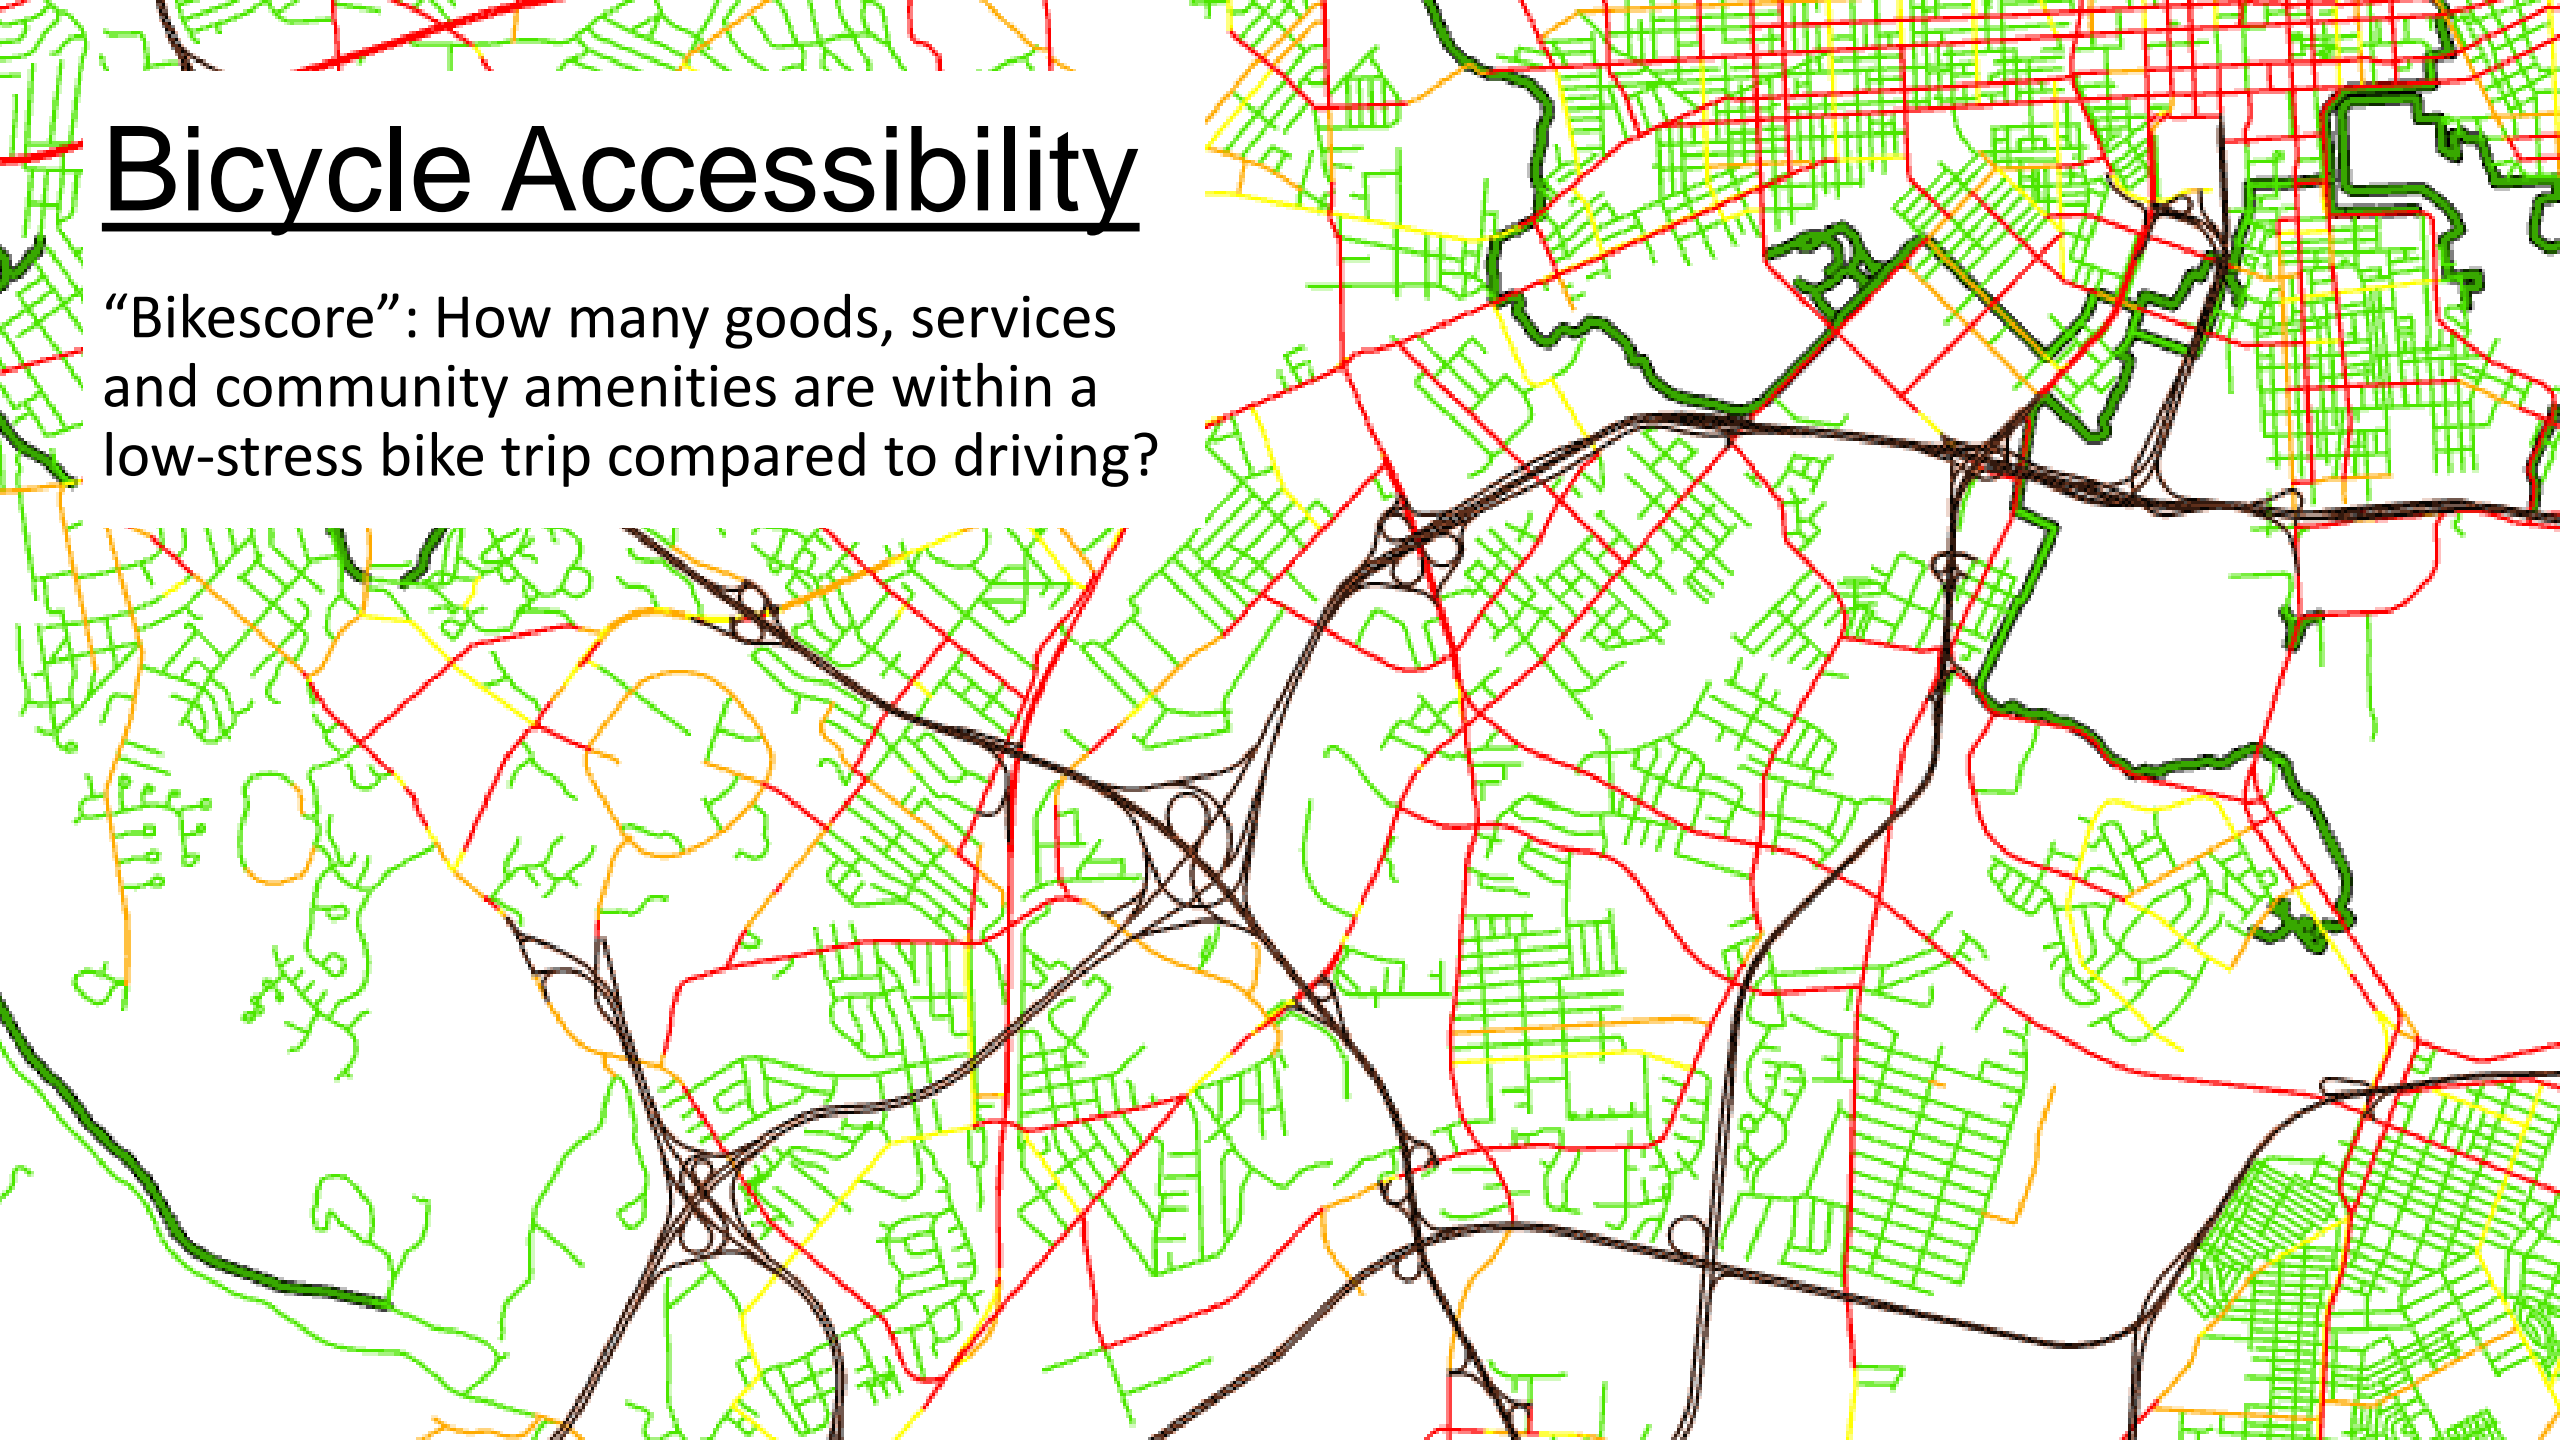 Bicycle Accessibility
“Bikescore”: How many goods, services
and community amenities are within a
low-stress bike trip compared to driving?